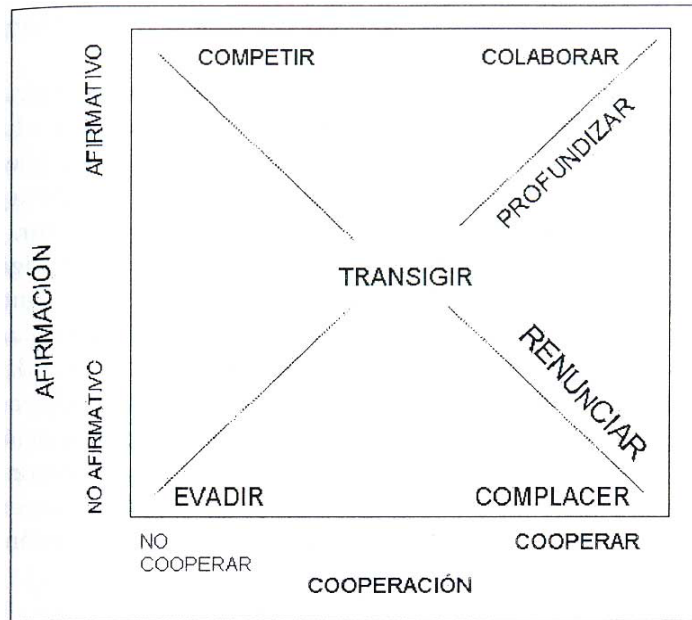 COMPETIR
COLABORAR
AFIRMATIVO
PROFUNDIZAR
TRANSIGIR
AFIRMACIÓN
RENUNCIAR
NO AFIRMATIVO
EVADIR
COMPLACER
NO
COOPERAR
COOPERAR
COOPERACIÓN